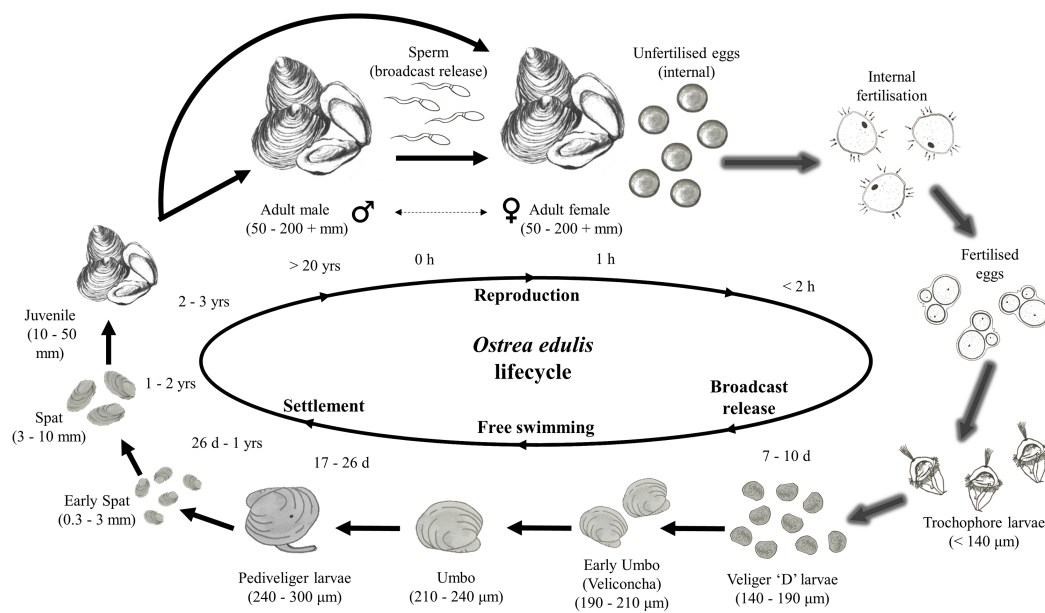 Sperm
(broadcast release)
Unfertilised eggs
(internal)
Internal
fertilisation
Adult male ♂
(50 - 200 + mm)
♀ Adult female
(50 - 200 + mm)
Fertilised
eggs
> 20 yrs
0 h
1 h
< 2 h
2 - 3 yrs
Reproduction
Juvenile
(10 - 50
mm)
Ostrea edulis
lifecycle
1 - 2 yrs
Spat
(3 - 10 mm)
Settlement
Broadcast
release
Free swimming
26 d - 1 yrs
17 - 26 d
7 - 10 d
Early Spat
(0.3 - 3 mm)
Trochophore larvae
(< 140 µm)
Pediveliger larvae
(240 - 300 µm)
Umbo
(210 - 240 µm)
Early Umbo
(Veliconcha)
(190 - 210 µm)
Veliger ‘D’ larvae
(140 - 190 µm)